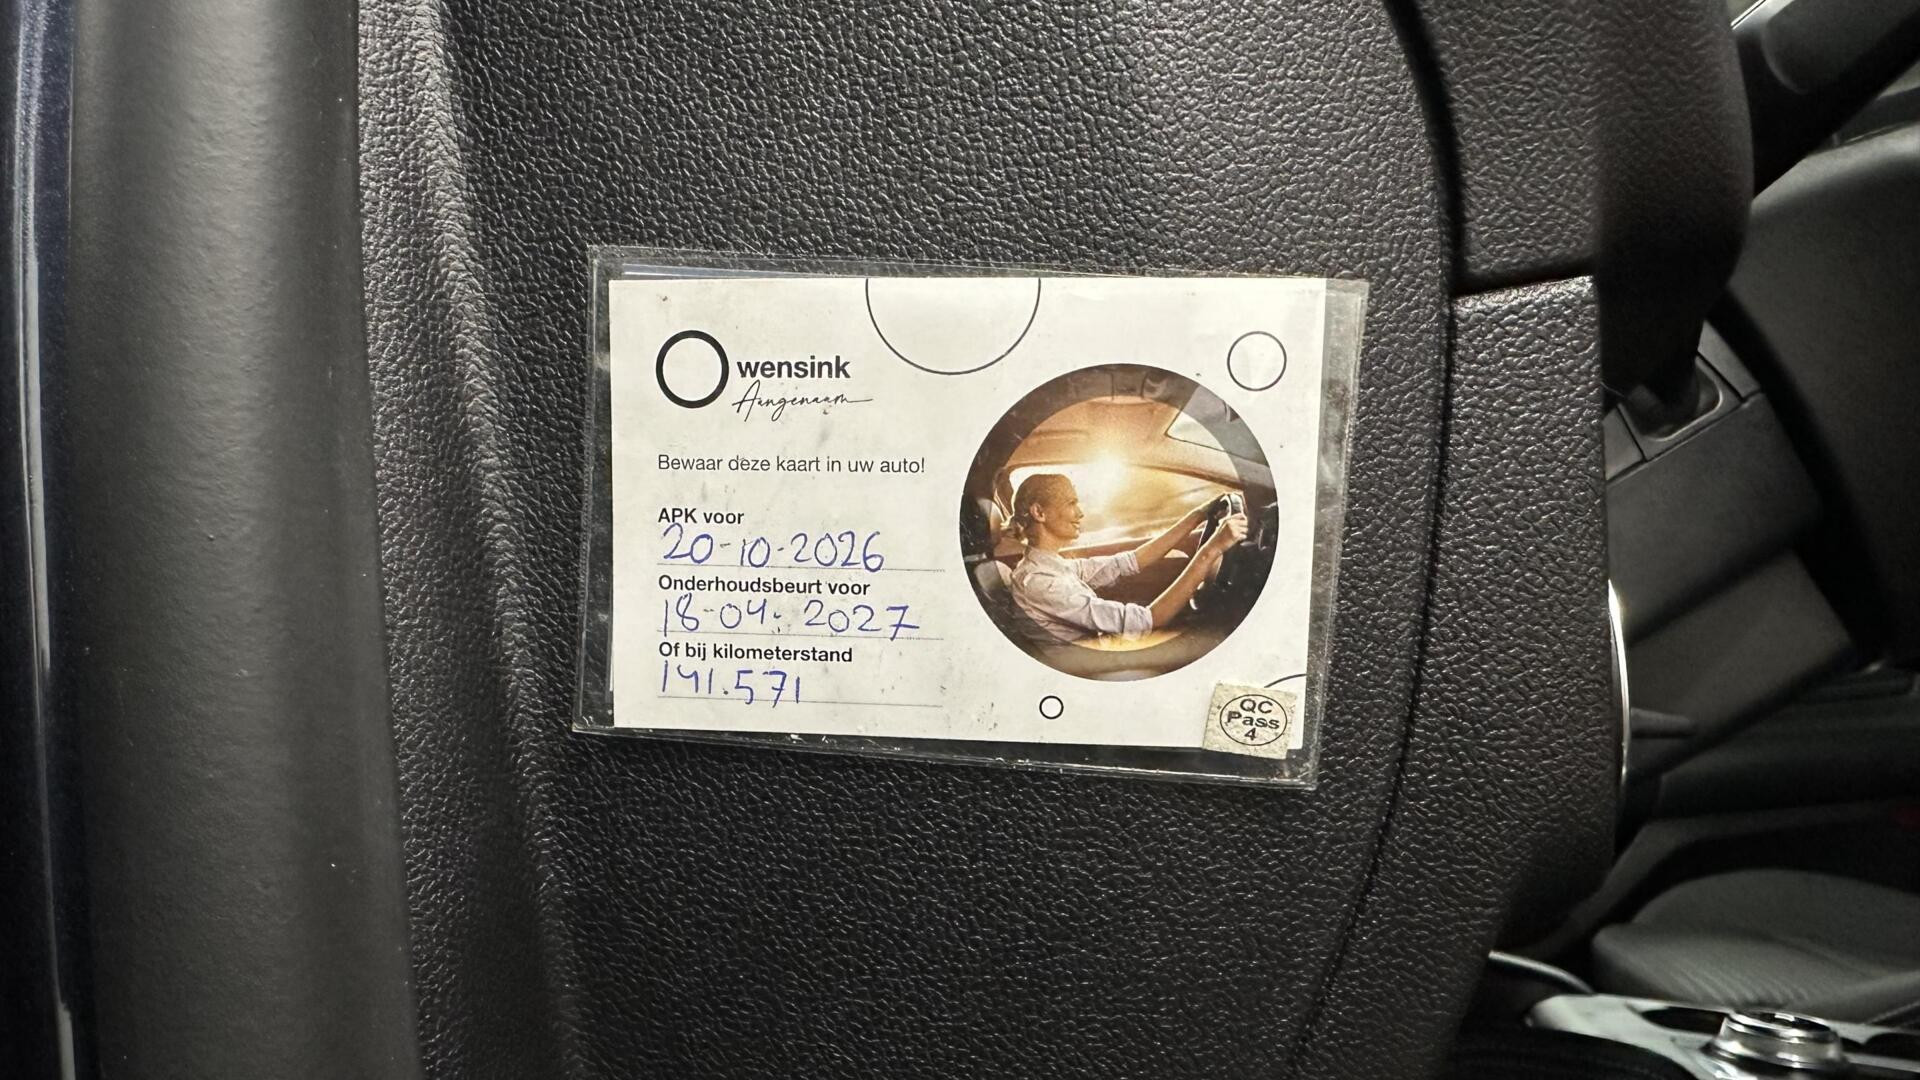 wensink
Aangenaam
Bewaar deze kaart in uw auto!
APK voor
20-10-2026
Onderhoudsbeurt voor
18-04-2027
Of bij kilometerstand
141.571
QC
Pass
4